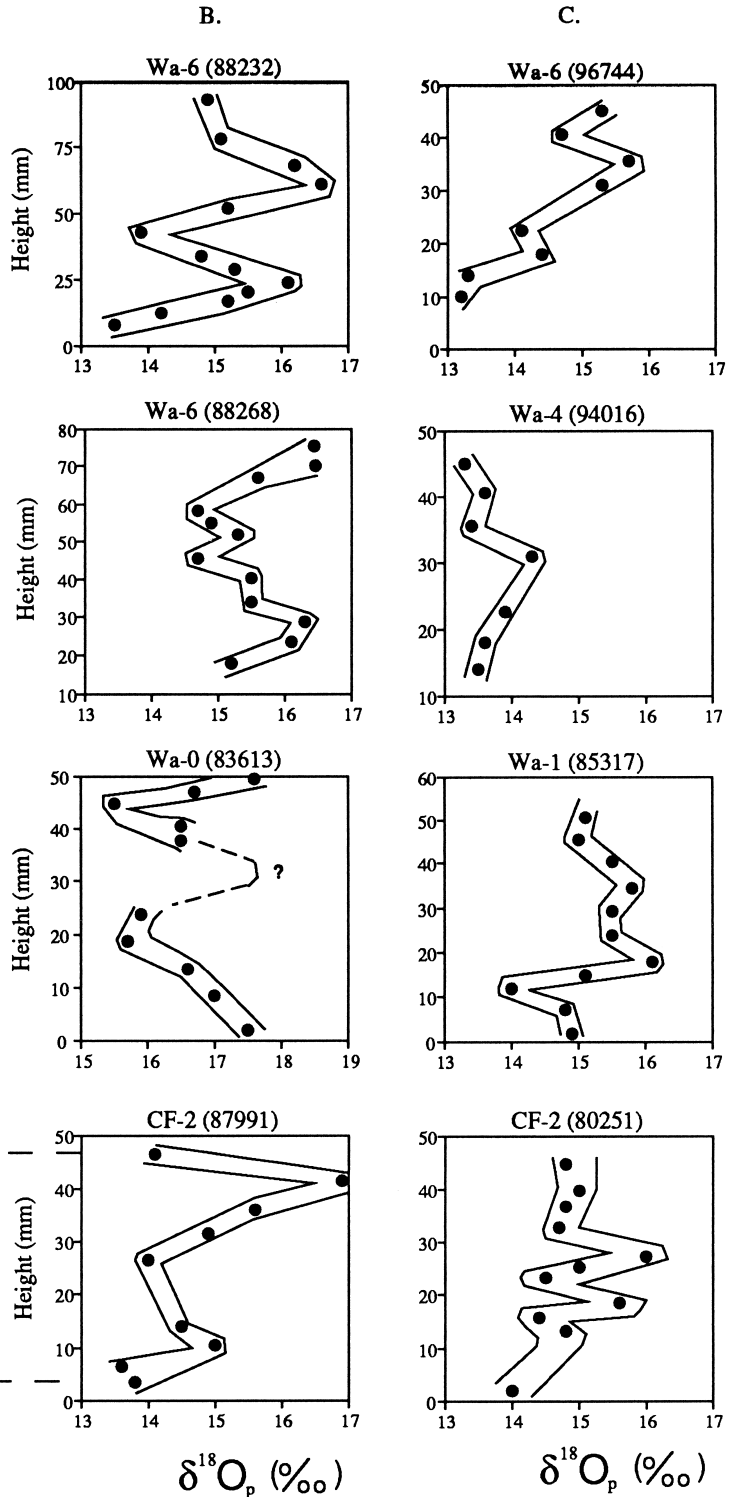 B. C.
Wa-6 (88232)
Height (mm)
100
75
50
25
0
13 14 15 16 17
Wa-6 (96744)
50
40
30
20
10
0
13 14 15 16 17
Wa-6 (88268)
Height (mm)
80
70
60
50
40
30
20
10
13 14 15 16 17
Wa-4 (94016)
50
40
30
20
10
13 14 15 16 17
Wa-0 (83613)
Height (mm)
50
40
30
20
10
0
?
15 16 17 18 19
Wa-1 (85317)
60
50
40
30
20
10
0
13 14 15 16 17
CF-2 (87991)
Height (mm)
50
40
30
20
10
0
13 14 15 16 17
δ¹⁸Oₚ (‰)
CF-2 (80251)
50
40
30
20
10
0
13 14 15 16 17
δ¹⁸Oₚ (‰)